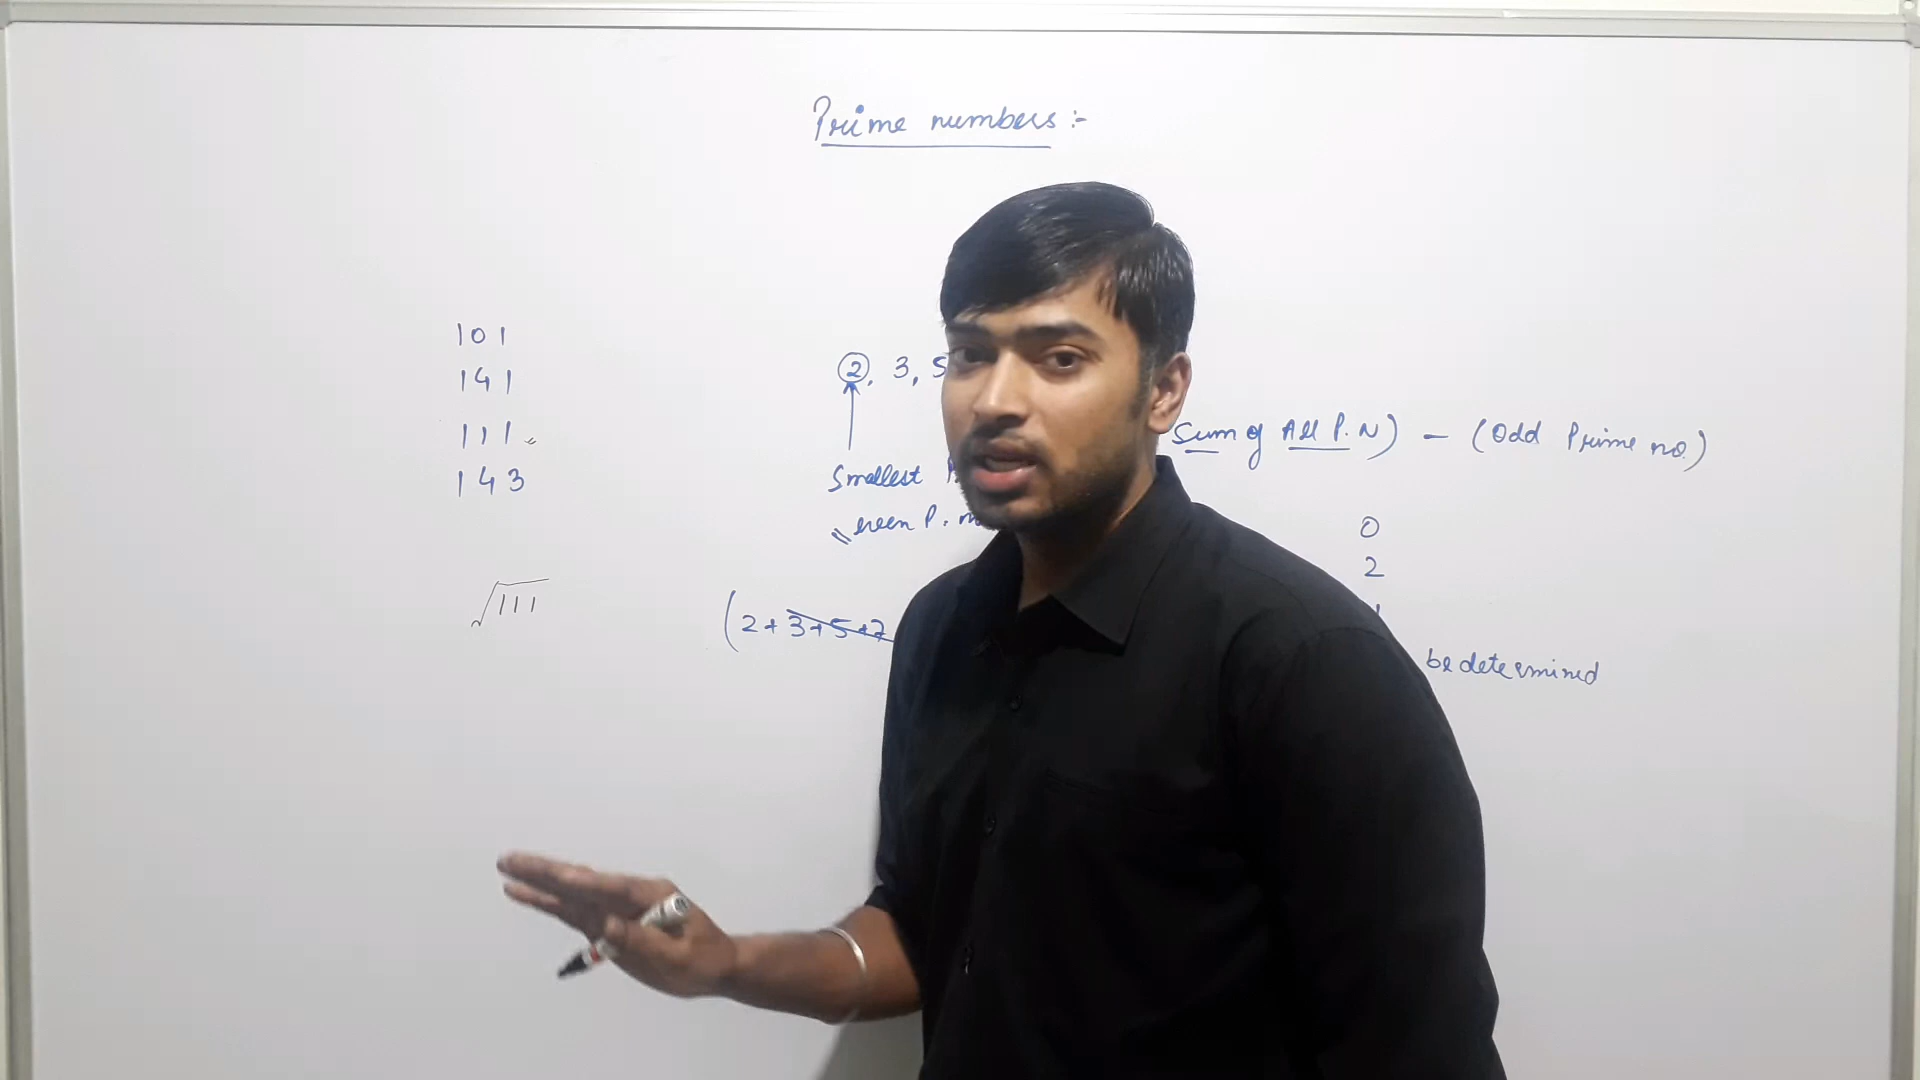 Prime numbers :-
101
141
111
143
√111
2, 3, 5
Smallest
even P.
(2+3+5+7
Sum of All P.N) - (Odd Prime no.)
0
2
be determined